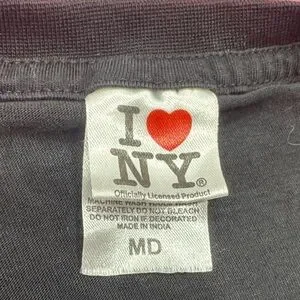 I ❤
NY®
Officially Licensed Product
MACHINE WASH
SEPARATELY DO NOT BLEACH
DO NOT IRON IF DECORATED
MADE IN INDIA
MD